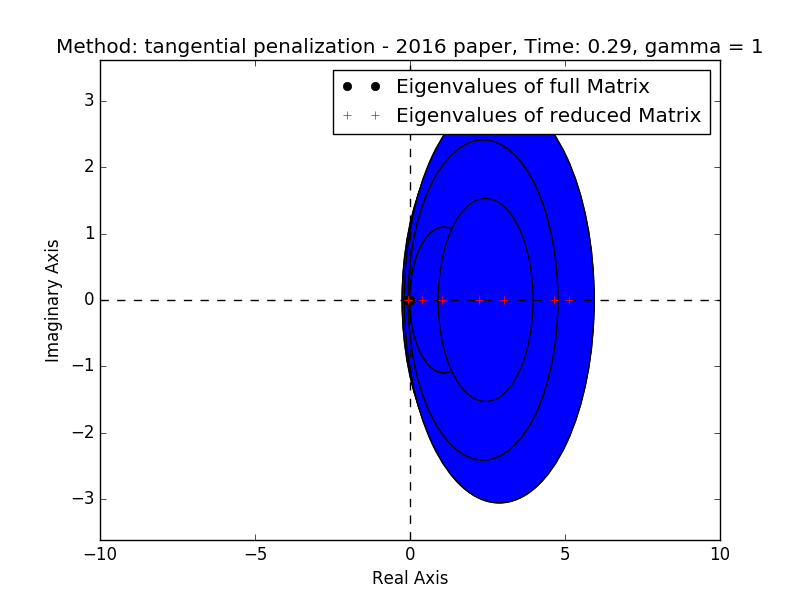 Method: tangential penalization - 2016 paper, Time: 0.29, gamma = 1
Eigenvalues of full Matrix
Eigenvalues of reduced Matrix
3
2
1
0
−1
−2
−3
Imaginary Axis
−10 −5 0 5 10
Real Axis